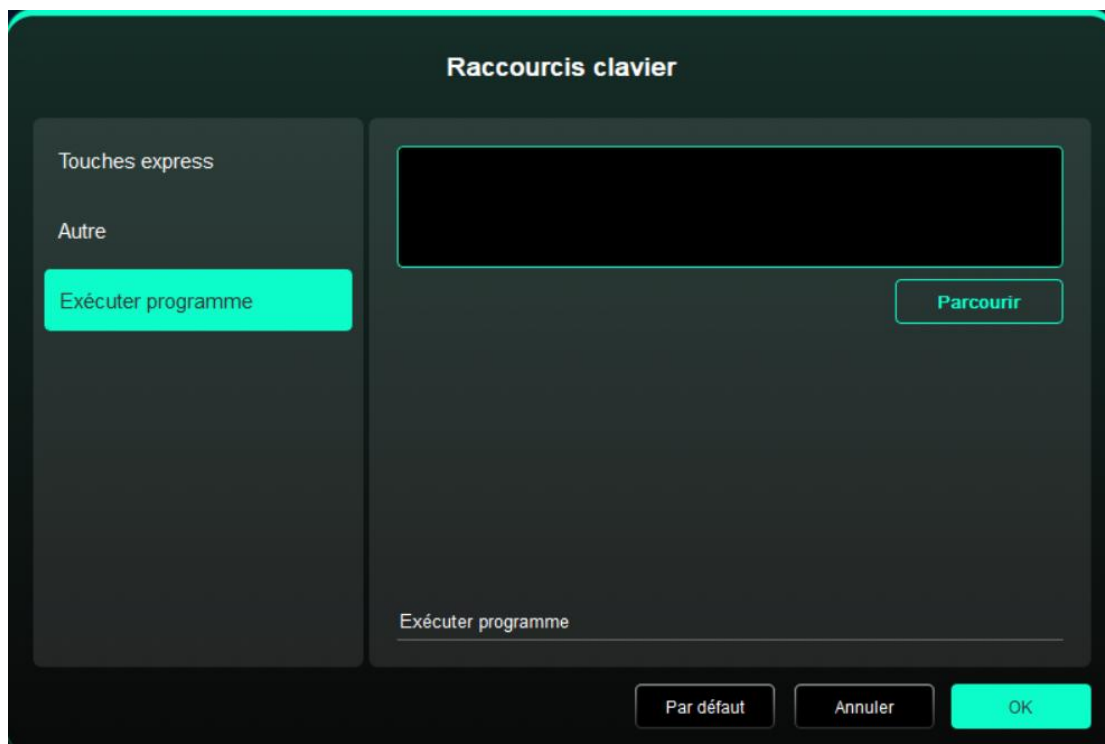 Raccourcis clavier
Touches express
Autre
Exécuter programme
Parcourir
Exécuter programme
Par défaut
Annuler
OK